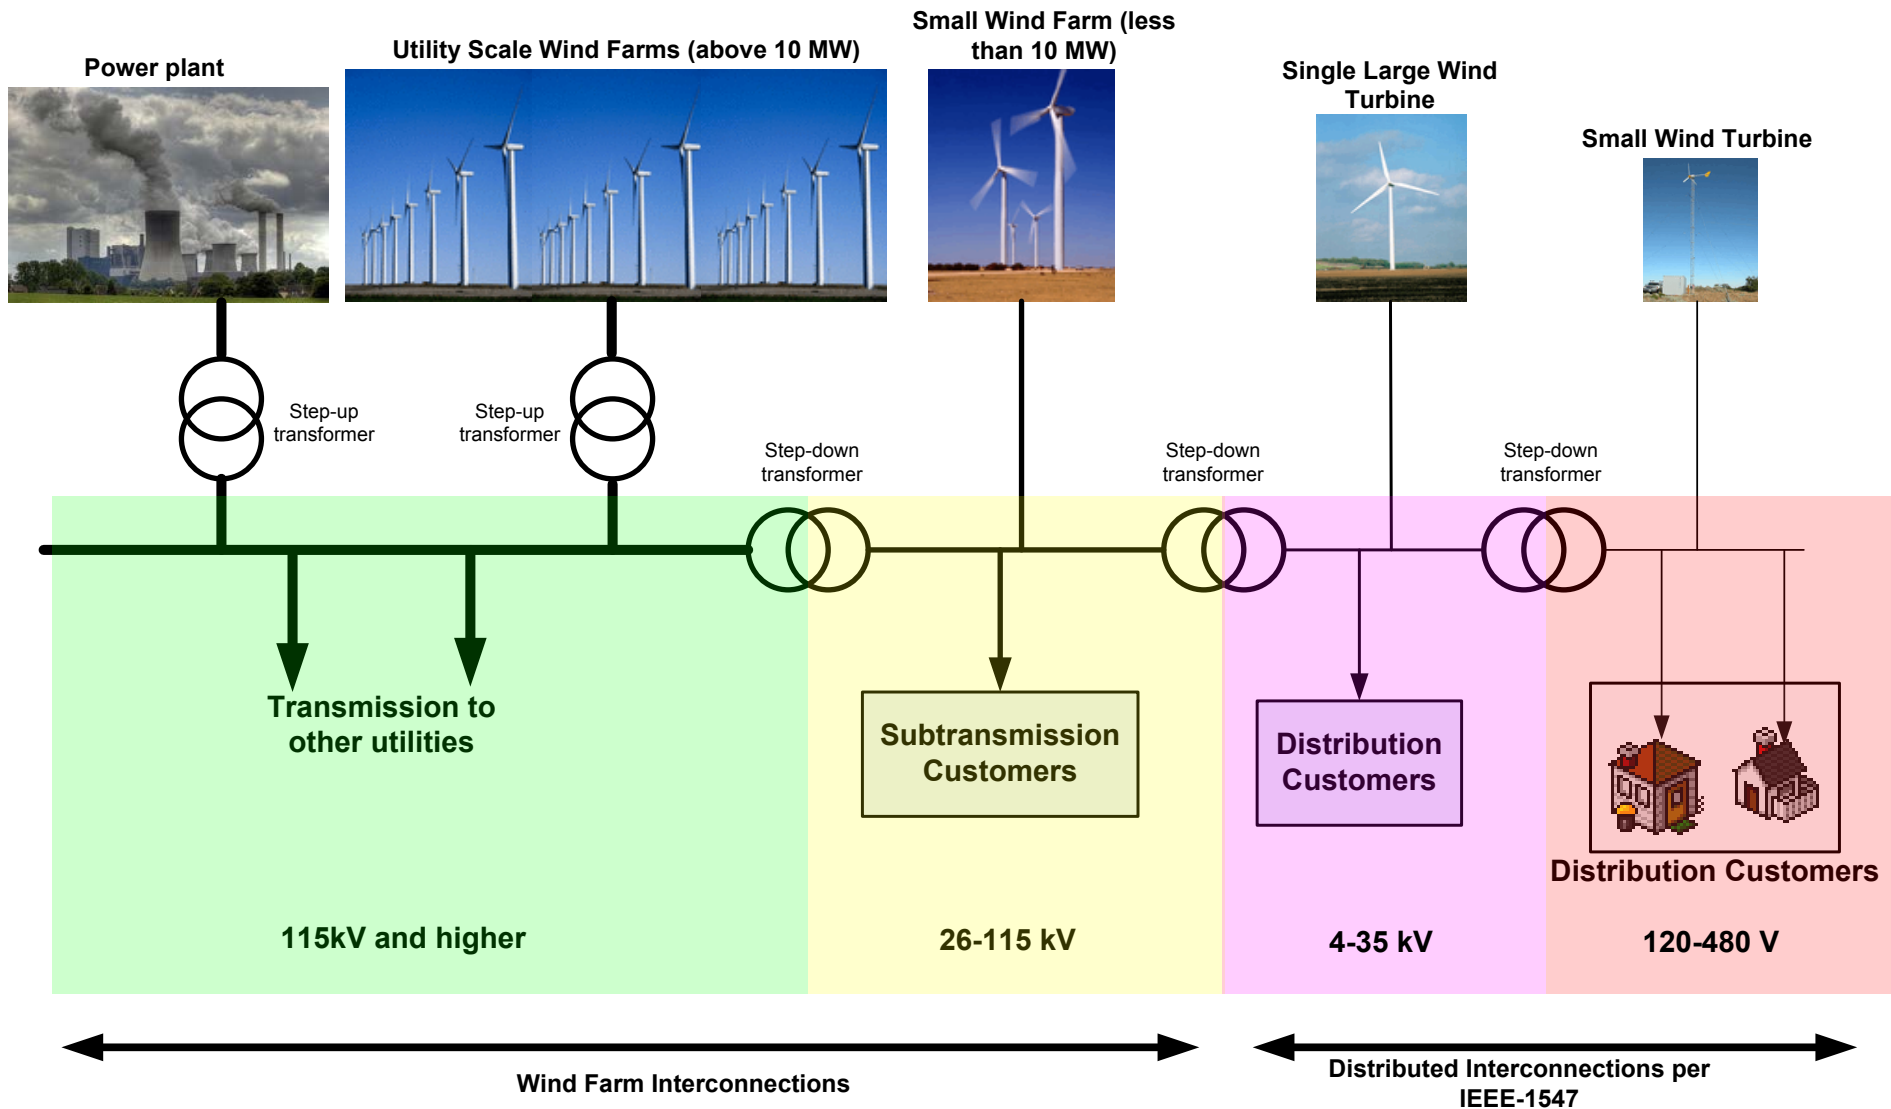 Power plant
Utility Scale Wind Farms (above 10 MW)
Small Wind Farm (less
than 10 MW)
Single Large Wind
Turbine
Small Wind Turbine
Step-up
transformer
Step-up
transformer
Step-down
transformer
Step-down
transformer
Step-down
transformer
Transmission to
other utilities
Subtransmission
Customers
Distribution
Customers
Distribution Customers
115kV and higher
26-115 kV
4-35 kV
120-480 V
Wind Farm Interconnections
Distributed Interconnections per
IEEE-1547